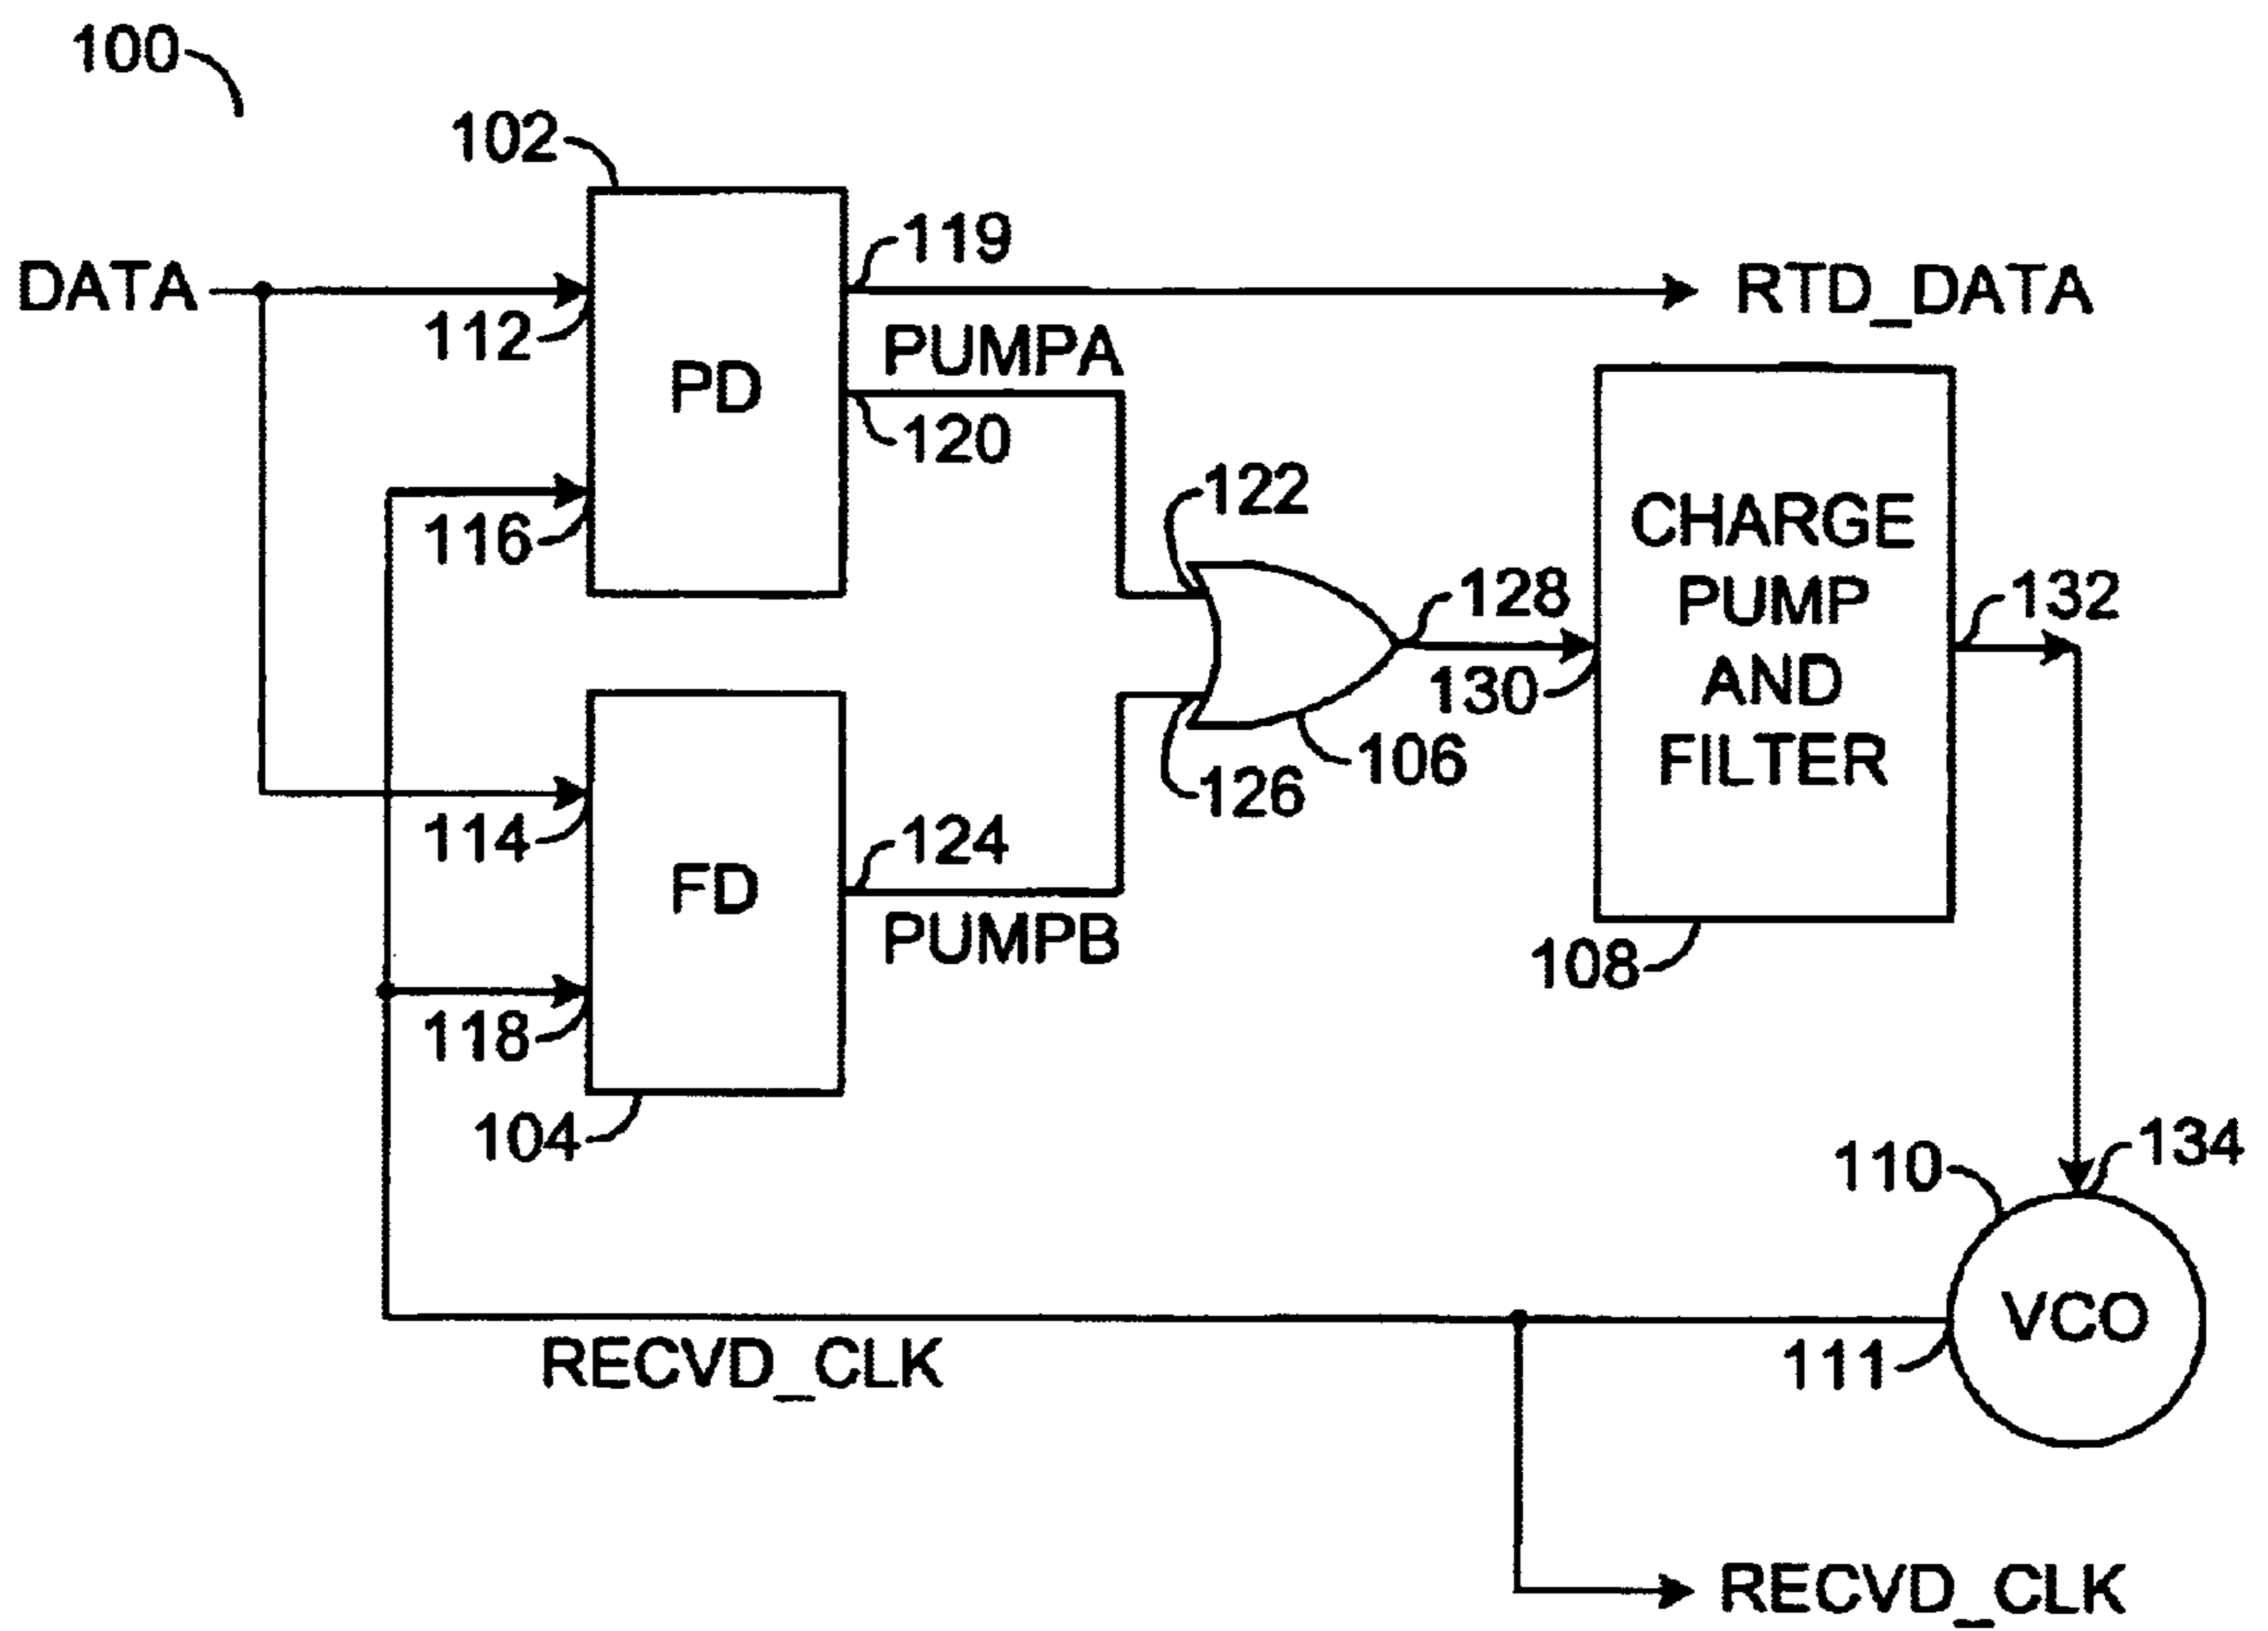 100
102
119
DATA
RTD_DATA
112
PUMPA
PD
120
122
116
CHARGE
PUMP
AND
FILTER
128
132
130
106
126
114
124
FD
PUMPB
108
118
104
134
110
VCO
111
RECVD_CLK
RECVD_CLK